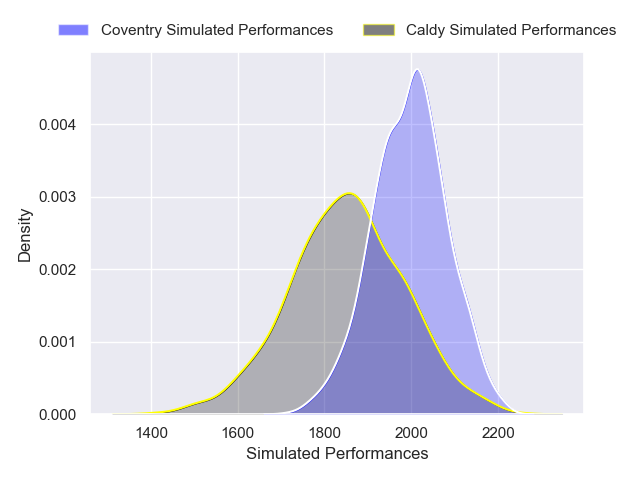 Coventry Simulated Performances
Caldy Simulated Performances
Density
0.004
0.003
0.002
0.001
0.000
1400
1600
1800
2000
2200
Simulated Performances